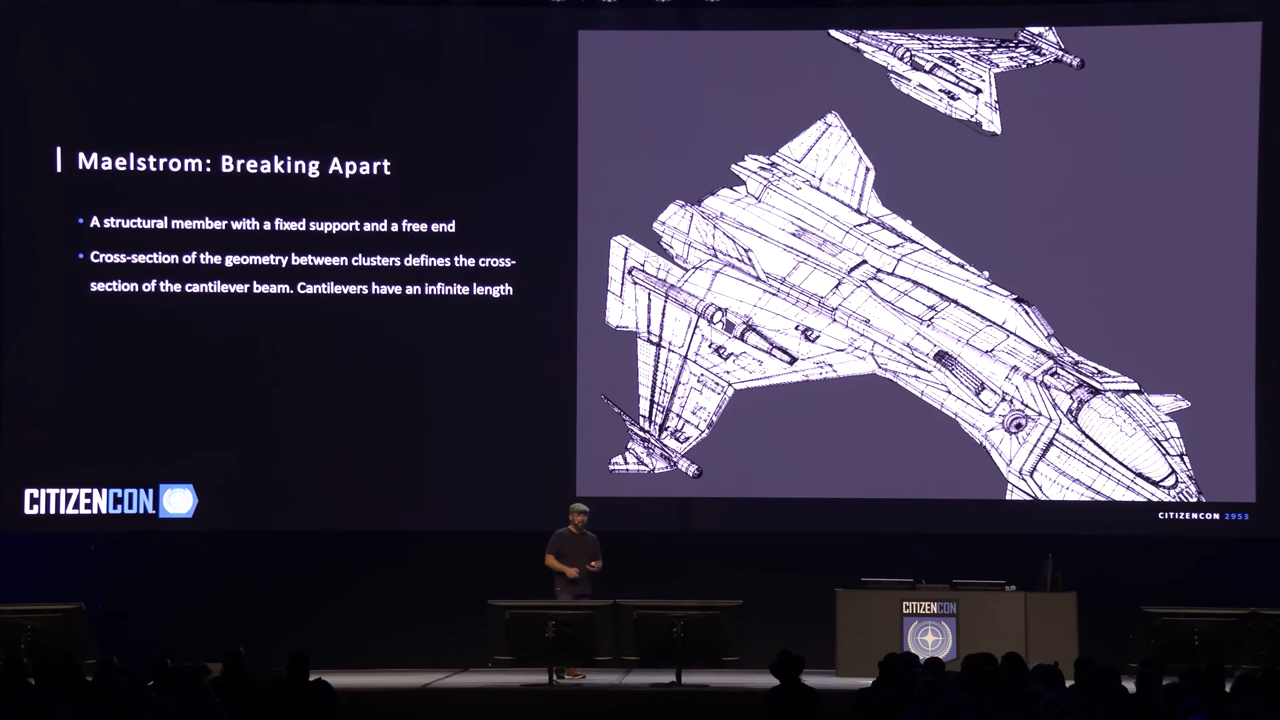 Maelstrom: Breaking Apart
• A structural member with a fixed support and a free end
• Cross-section of the geometry between clusters defines the cross-
section of the cantilever beam. Cantilevers have an infinite length
CITIZENCON
CITIZENCON 2953
CITIZENCON